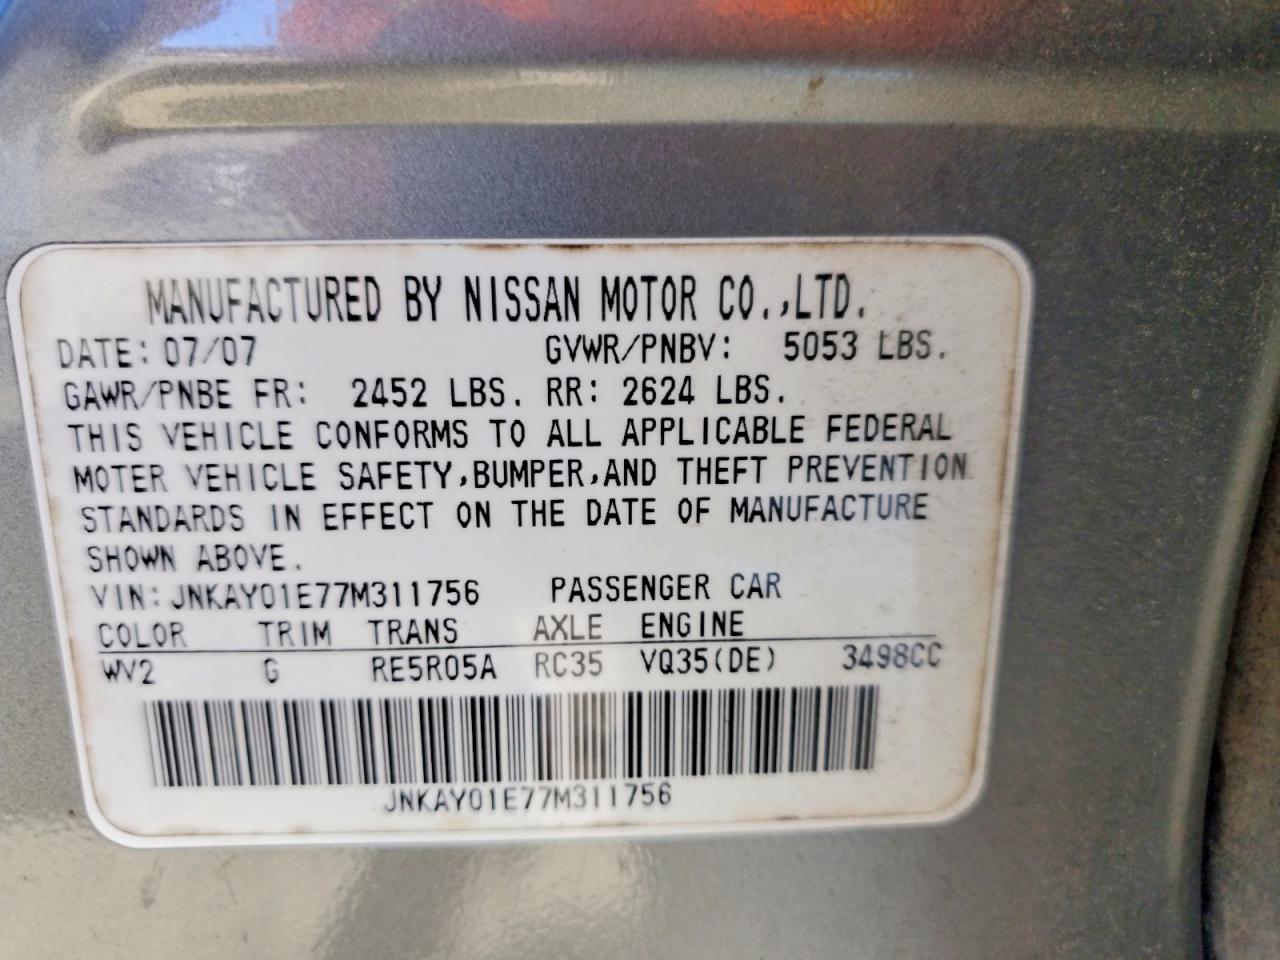 MANUFACTURED BY NISSAN MOTOR CO.,LTD.
DATE: 07/07 GVWR/PNBV: 5053 LBS.
GAWR/PNBE FR: 2452 LBS. RR: 2624 LBS.
THIS VEHICLE CONFORMS TO ALL APPLICABLE FEDERAL
MOTER VEHICLE SAFETY,BUMPER,AND THEFT PREVENTION
STANDARDS IN EFFECT ON THE DATE OF MANUFACTURE
SHOWN ABOVE.
VIN: JNKAY01E77M311756 PASSENGER CAR
COLOR TRIM TRANS AXLE ENGINE
WV2 G RE5R05A RC35 VQ35(DE) 3498CC
JNKAY01E77M311756